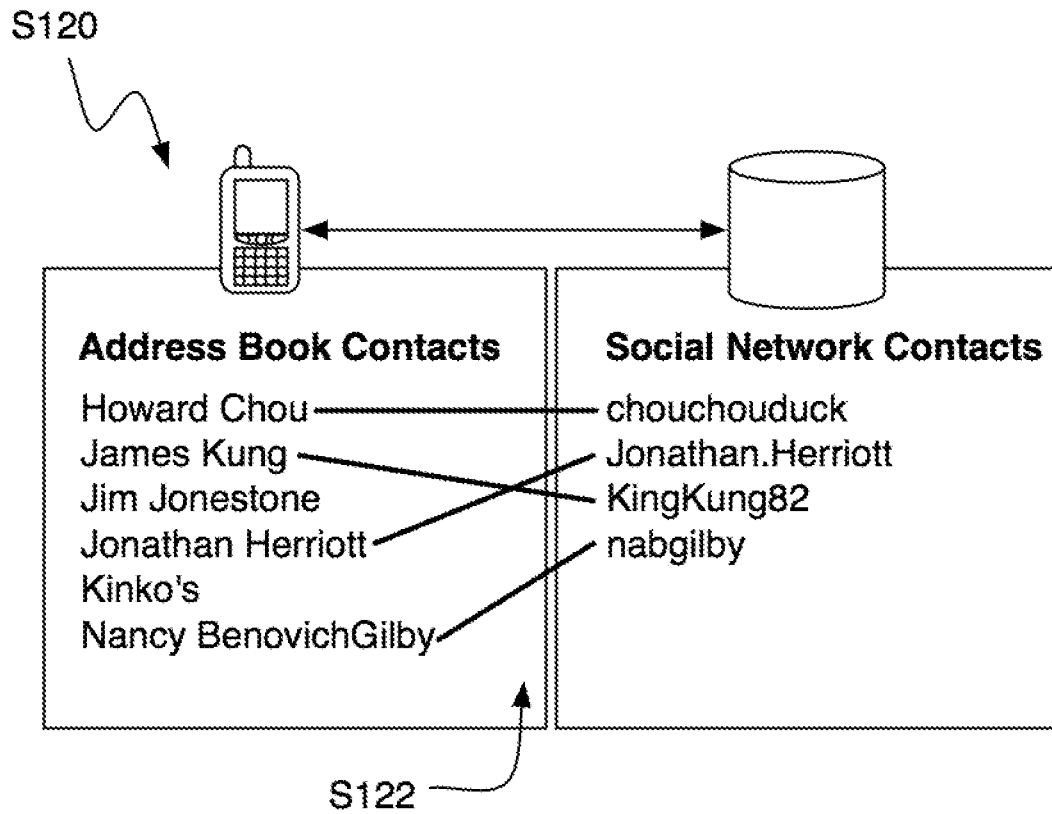 S120
Address Book Contacts
Howard Chou
James Kung
Jim Jonestone
Jonathan Herriott
Kinko's
Nancy BenovichGilby
Social Network Contacts
chouchouduck
Jonathan.Herriott
KingKung82
nabgilby
S122